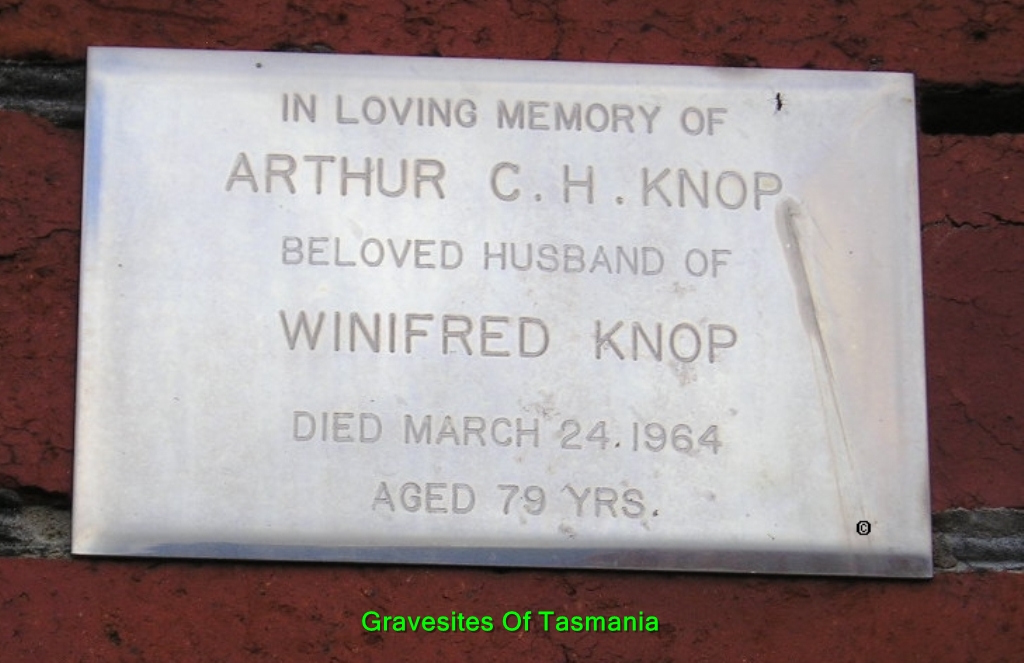 IN LOVING MEMORY OF
ARTHUR C. H. KNOP
BELOVED HUSBAND OF
WINIFRED KNOP
DIED MARCH 24. 1964
AGED 79 YRS.
©
Gravesites Of Tasmania